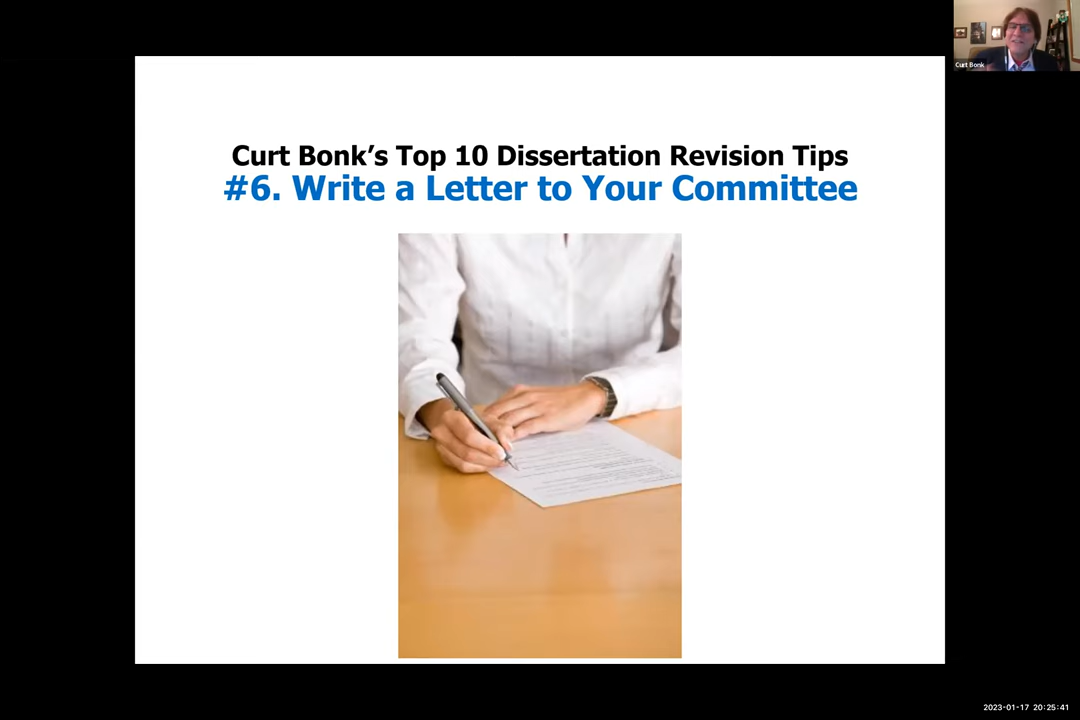 Curt Bonk
Curt Bonk’s Top 10 Dissertation Revision Tips
#6. Write a Letter to Your Committee
2023-01-17 20:25:41